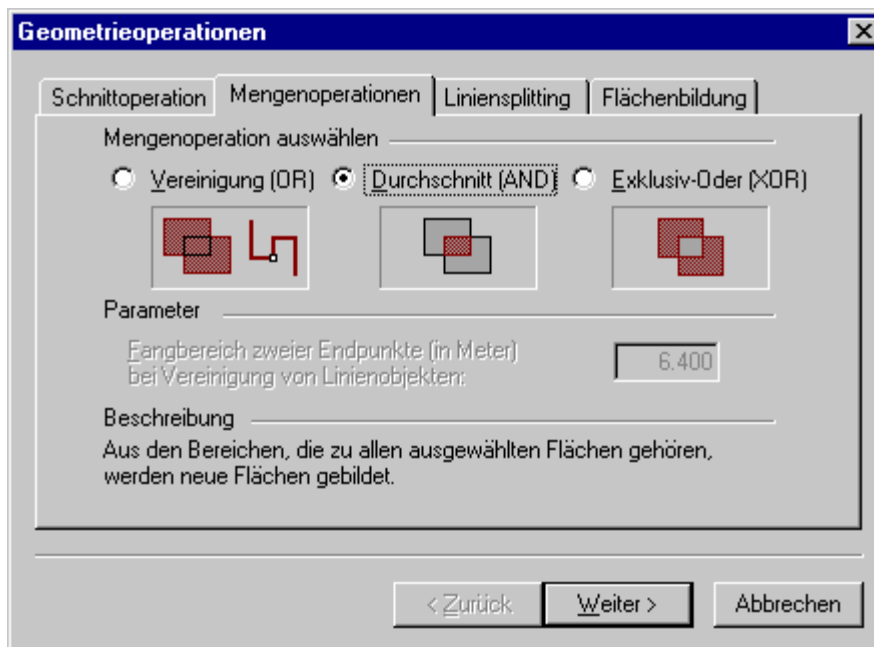 Geometrieoperationen
Schnittoperation Mengenoperationen Liniensplitting Flächenbildung
Mengenoperation auswählen
Vereinigung (OR) Durchschnitt (AND) Exklusiv-Oder (XOR)
Parameter
Fangbereich zweier Endpunkte (in Meter)
bei Vereinigung von Linienobjekten:
6.400
Beschreibung
Aus den Bereichen, die zu allen ausgewählten Flächen gehören,
werden neue Flächen gebildet.
< Zurück Weiter > Abbrechen